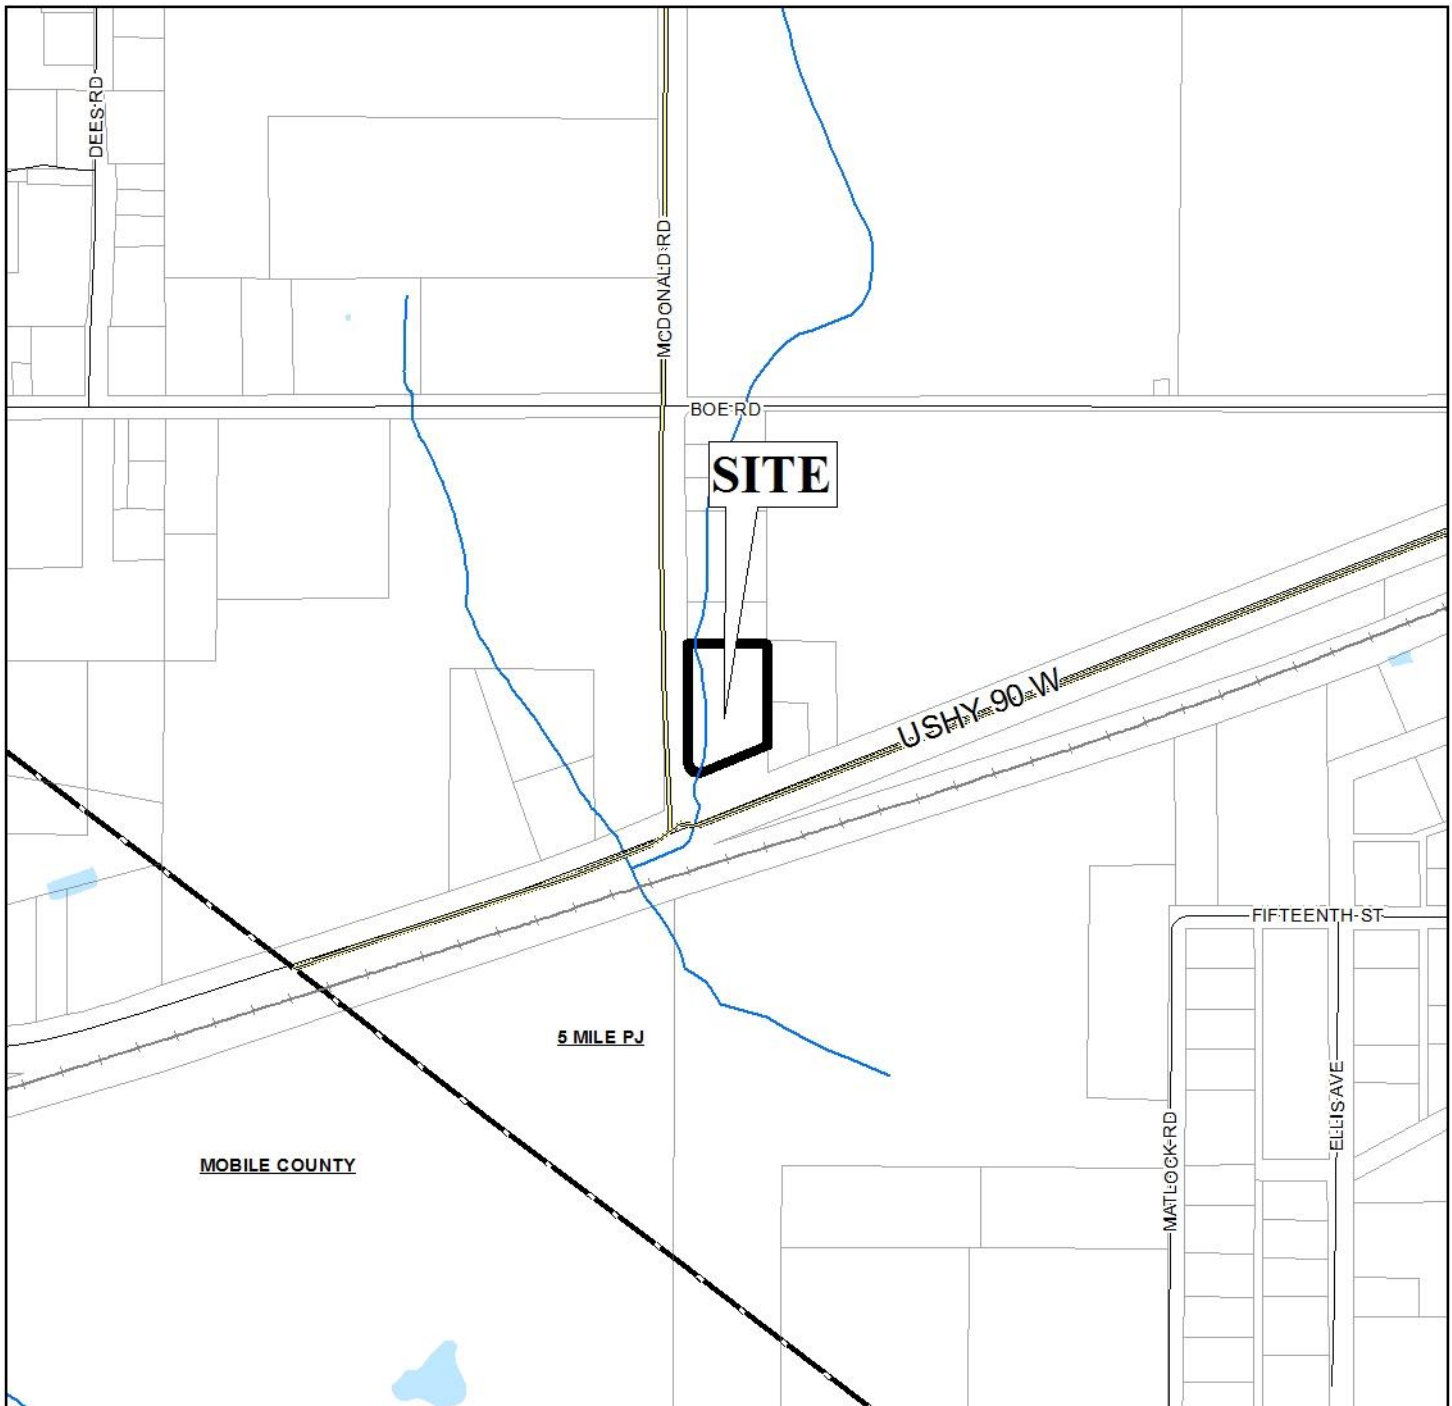 DEES RD
MCDONALD RD
BOE RD
SITE
USHY 90 W
FIFTEENTH ST
5 MILE PJ
ELLIS AVE
MATLOCK RD
MOBILE COUNTY